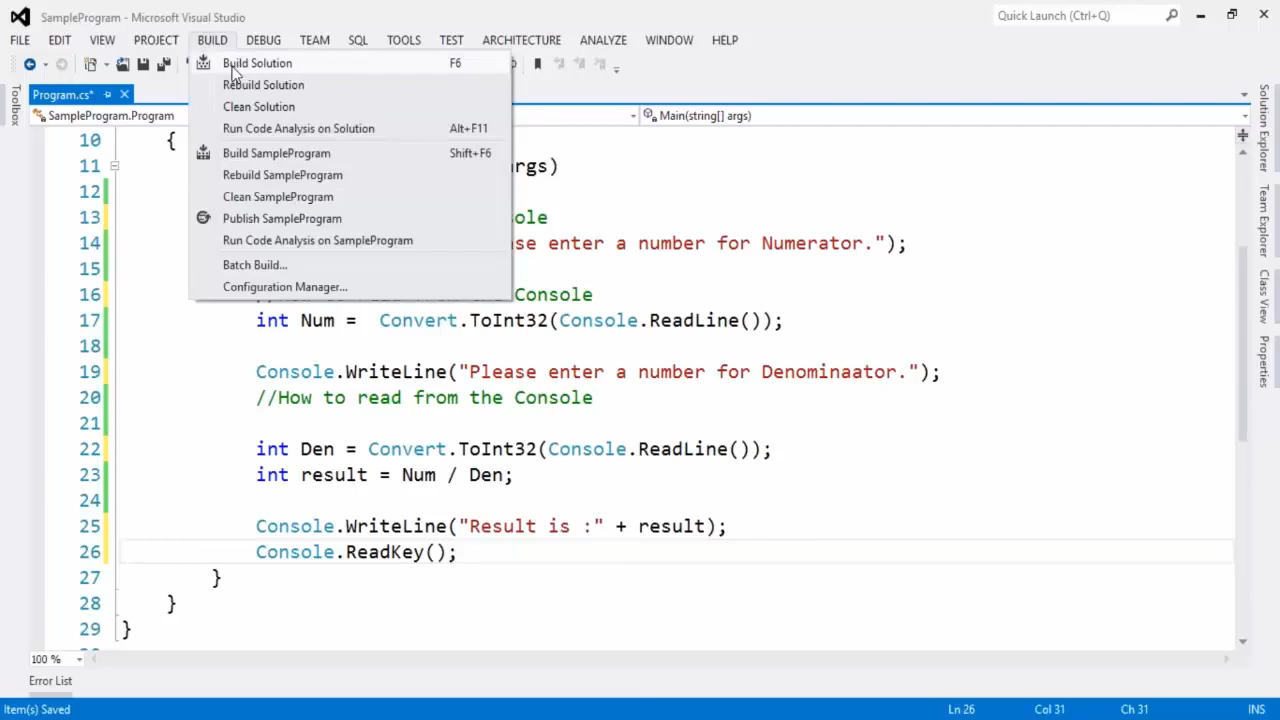 SampleProgram - Microsoft Visual Studio
Quick Launch (Ctrl+Q)
FILE EDIT VIEW PROJECT BUILD DEBUG TEAM SQL TOOLS TEST ARCHITECTURE ANALYZE WINDOW HELP
Build Solution F6
Rebuild Solution
Clean Solution
Run Code Analysis on Solution Alt+F11
Build SampleProgram Shift+F6
Rebuild SampleProgram
Clean SampleProgram
Publish SampleProgram
Run Code Analysis on SampleProgram
Batch Build...
Configuration Manager...
Toolbox
Program.cs*
SampleProgram.Program
Main(string[] args)
10 {
11 args)
12
13
14 a number for Numerator.");
15
16 Console
17 int Num = Convert.ToInt32(Console.ReadLine());
18
19 Console.WriteLine("Please enter a number for Denominaator.");
20 //How to read from the Console
21
22 int Den = Convert.ToInt32(Console.ReadLine());
23 int result = Num / Den;
24
25 Console.WriteLine("Result is :" + result);
26 Console.ReadKey();
27 }
28 }
29 }
Solution Explorer
Team Explorer
Class View
Properties
100 %
Error List
Item(s) Saved
Ln 26 Col 31 Ch 31 INS